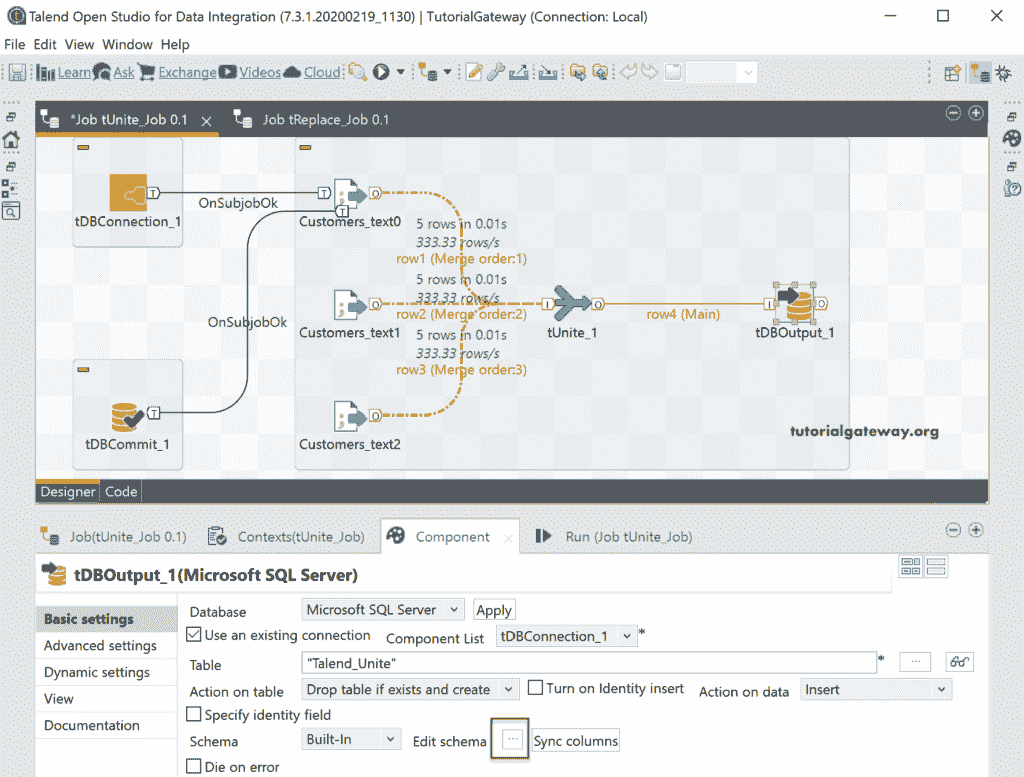 Talend Open Studio for Data Integration (7.3.1.20200219_1130) | TutorialGateway (Connection: Local)
File Edit View Window Help
Learn Ask Exchange Videos Cloud
*Job tUnite_Job 0.1 Job tReplace_Job 0.1
T
OnSubjobOk
T
O
T
tDBConnection_1
Customers_text0
5 rows in 0.01s
333.33 rows/s
row1 (Merge order:1)
5 rows in 0.01s
333.33 rows/s
O
I
O
row4 (Main)
I
O
row2 (Merge order:2)
OnSubjobOk
Customers_text1
tUnite_1
tDBOutput_1
5 rows in 0.01s
333.33 rows/s
row3 (Merge order:3)
T
O
tDBCommit_1
Customers_text2
tutorialgateway.org
Designer Code
Job(tUnite_Job 0.1) Contexts(tUnite_Job) Component Run (Job tUnite_Job)
tDBOutput_1(Microsoft SQL Server)
Basic settings
Advanced settings
Dynamic settings
View
Documentation
Database Microsoft SQL Server Apply
Use an existing connection Component List tDBConnection_1 *
Table "Talend_Unite" * ...
Action on table Drop table if exists and create Turn on Identity insert Action on data Insert
Specify identity field
Schema Built-In Edit schema ... Sync columns
Die on error